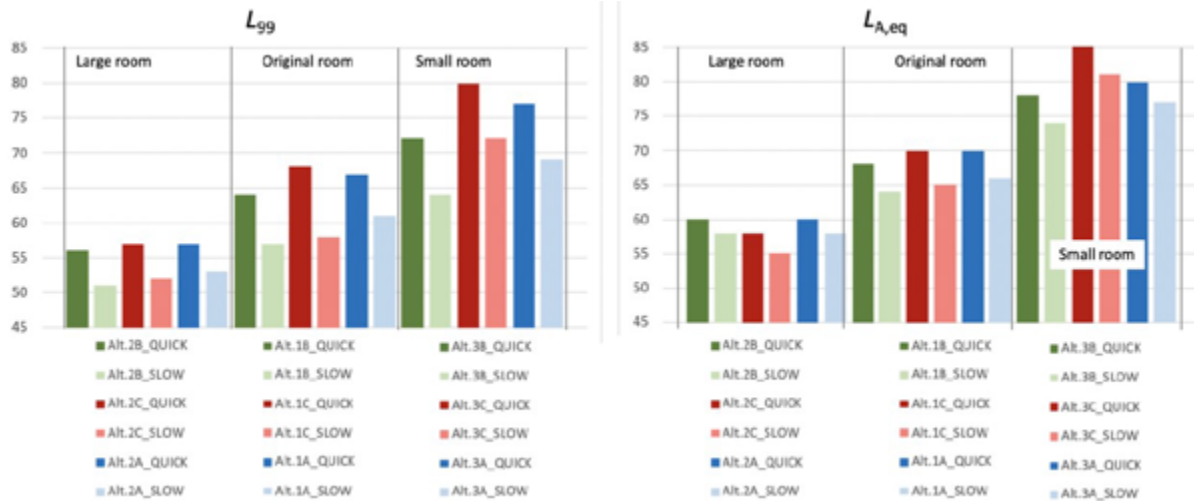 L99
85
Large room
Original room
Small room
80
75
70
65
60
55
50
45
Alt.2B_QUICK
Alt.2B_SLOW
Alt.2C_QUICK
Alt.2C_SLOW
Alt.2A_QUICK
Alt.2A_SLOW
Alt.1B_QUICK
Alt.1B_SLOW
Alt.1C_QUICK
Alt.1C_SLOW
Alt.1A_QUICK
Alt.1A_SLOW
Alt.3B_QUICK
Alt.3B_SLOW
Alt.3C_QUICK
Alt.3C_SLOW
Alt.3A_QUICK
Alt.3A_SLOW
LA,eq
85
Large room
Original room
80
75
70
65
60
55
50
45
Small room
Alt.2B_QUICK
Alt.2B_SLOW
Alt.2C_QUICK
Alt.2C_SLOW
Alt.2A_QUICK
Alt.2A_SLOW
Alt.1B_QUICK
Alt.1B_SLOW
Alt.1C_QUICK
Alt.1C_SLOW
Alt.1A_QUICK
Alt.1A_SLOW
Alt.3B_QUICK
Alt.3B_SLOW
Alt.3C_QUICK
Alt.3C_SLOW
Alt.3A_QUICK
Alt.3A_SLOW